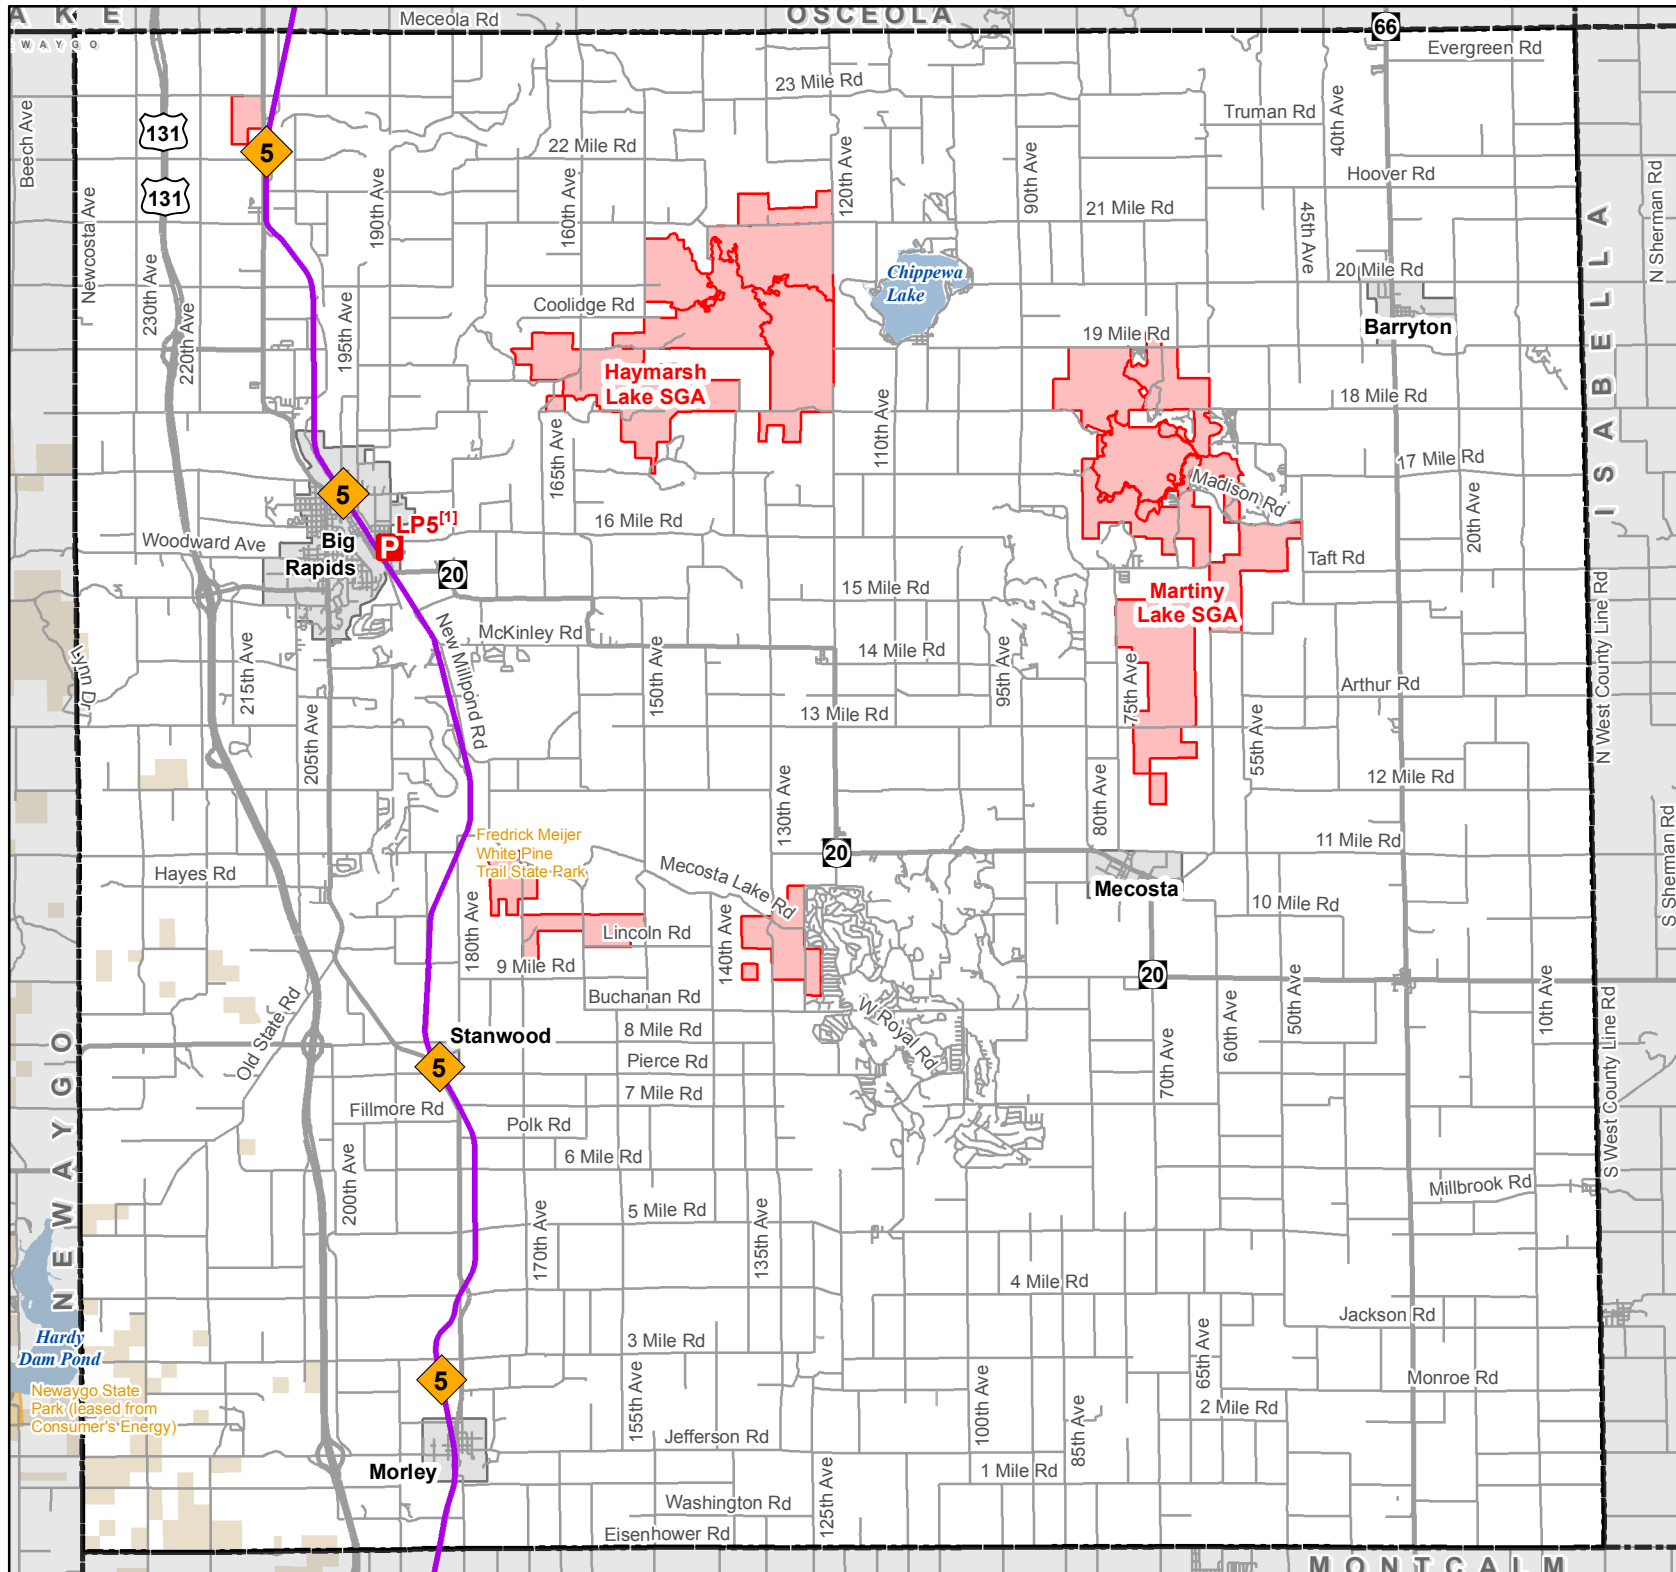 A K E
OSCEOLA
E W A Y G O
Meceola Rd
66
Evergreen Rd
23 Mile Rd
Truman Rd
40th Ave
131
5
22 Mile Rd
120th Ave
90th Ave
Hoover Rd
Beech Ave
131
Newcosta Ave
190th Ave
160th Ave
21 Mile Rd
45th Ave
N Sherman Rd
230th Ave
220th Ave
195th Ave
Coolidge Rd
Chippewa
Lake
20 Mile Rd
Barryton
19 Mile Rd
ISABELLA
Haymarsh
Lake SGA
18 Mile Rd
165th Ave
110th Ave
17 Mile Rd
Madison Rd
20th Ave
5
LP5[1]
P
16 Mile Rd
Woodward Ave
Big
Rapids
20
Taft Rd
15 Mile Rd
Martiny
Lake SGA
N West County Line Rd
McKinley Rd
New Millpond Rd
14 Mile Rd
Lynn Dr
215th Ave
205th Ave
150th Ave
95th Ave
75th Ave
Arthur Rd
13 Mile Rd
55th Ave
12 Mile Rd
130th Ave
80th Ave
11 Mile Rd
S Sherman Rd
Fredrick Meijer
White Pine
Trail State Park
20
Mecosta Lake Rd
Hayes Rd
Mecosta
10 Mile Rd
180th Ave
Lincoln Rd
140th Ave
9 Mile Rd
20
Buchanan Rd
50th Ave
10th Ave
60th Ave
Old State Rd
Stanwood
8 Mile Rd
W Royal Rd
70th Ave
S West County Line Rd
NEWAYGO
5
Pierce Rd
7 Mile Rd
Fillmore Rd
Polk Rd
6 Mile Rd
200th Ave
Millbrook Rd
5 Mile Rd
170th Ave
135th Ave
4 Mile Rd
Jackson Rd
Hardy
Dam Pond
3 Mile Rd
65th Ave
5
Newaygo State
Park (leased from
Consumer's Energy)
155th Ave
100th Ave
85th Ave
Monroe Rd
2 Mile Rd
Jefferson Rd
Morley
1 Mile Rd
125th Ave
Washington Rd
Eisenhower Rd
MONTCALM